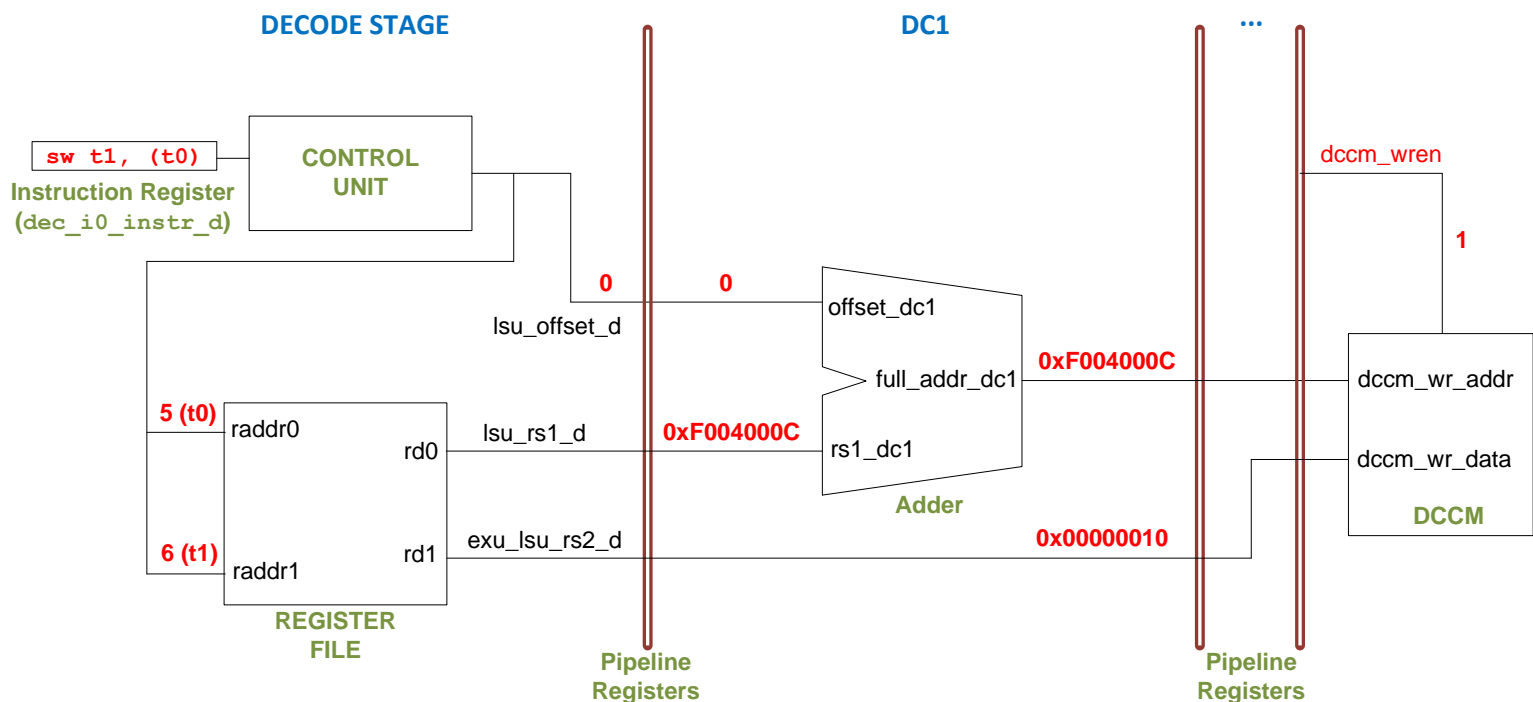 DECODE STAGE
DC1
...
sw t1, (t0)
Instruction Register
(dec_i0_instr_d)
CONTROL
UNIT
0
lsu_offset_d
0
offset_dc1
full_addr_dc1
rs1_dc1
Adder
5 (t0)
raddr0
6 (t1)
raddr1
rd0
rd1
REGISTER
FILE
lsu_rs1_d
0xF004000C
exu_lsu_rs2_d
0x00000010
0xF004000C
dccm_wren
1
dccm_wr_addr
dccm_wr_data
DCCM
Pipeline
Registers
Pipeline
Registers